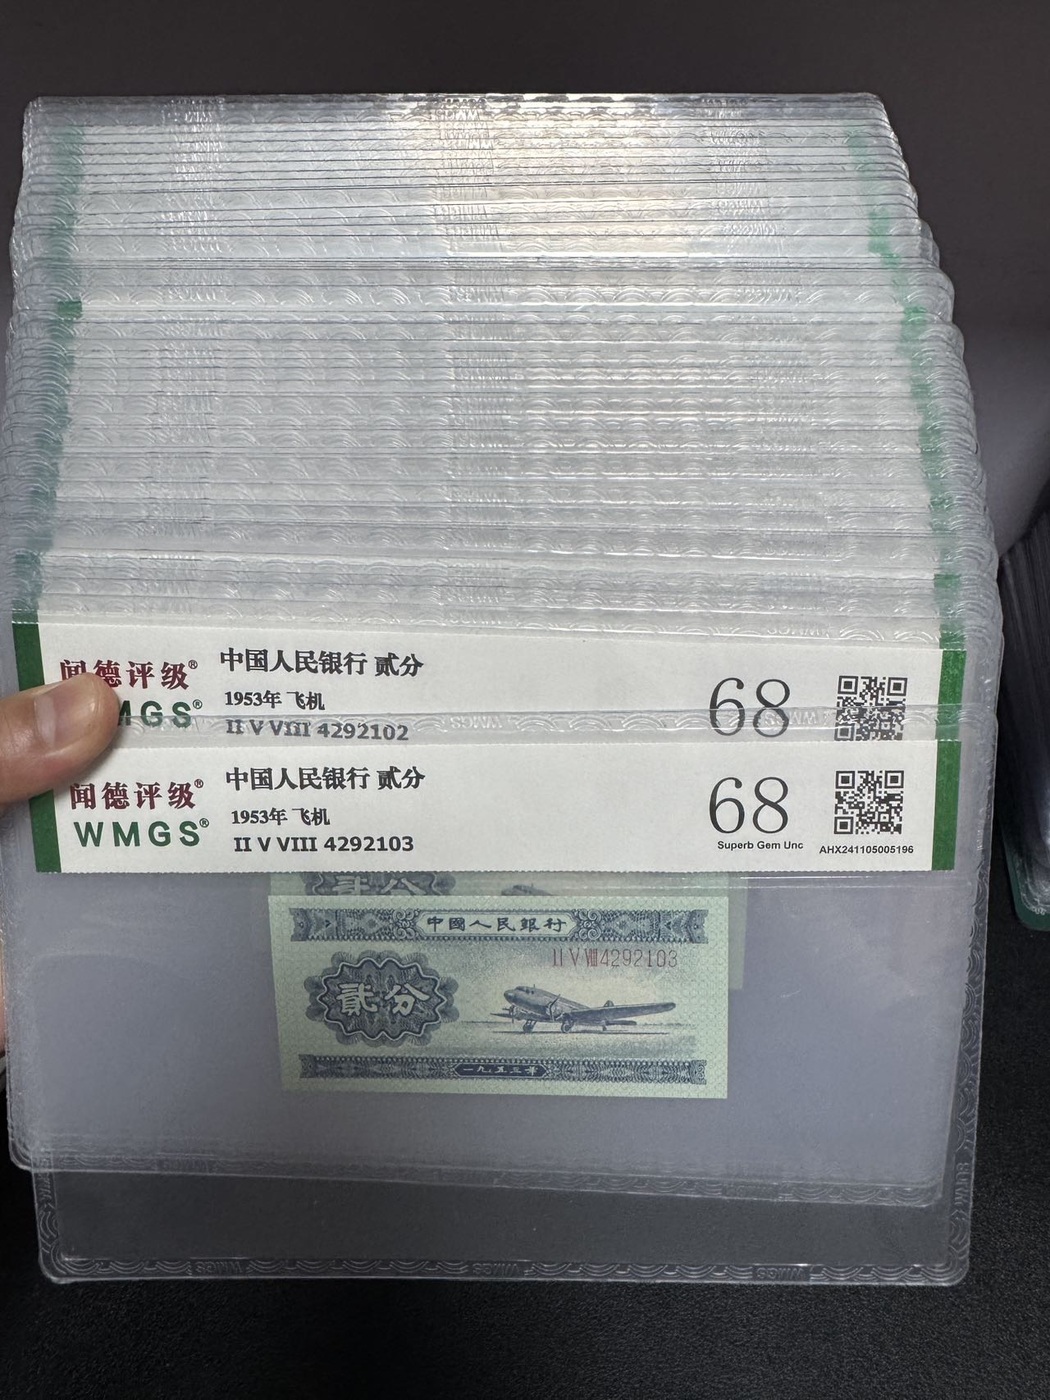 闻德评级®
MGS®
中国人民银行 贰分
1953年 飞机
II V VIII 4292102
68
闻德评级®
WMGS®
中国人民银行 贰分
1953年 飞机
II V VIII 4292103
68
Superb Gem Unc
AHX241105005196
貳分
中國人民銀行
II V VIII 4292103
貳分
一九五三年